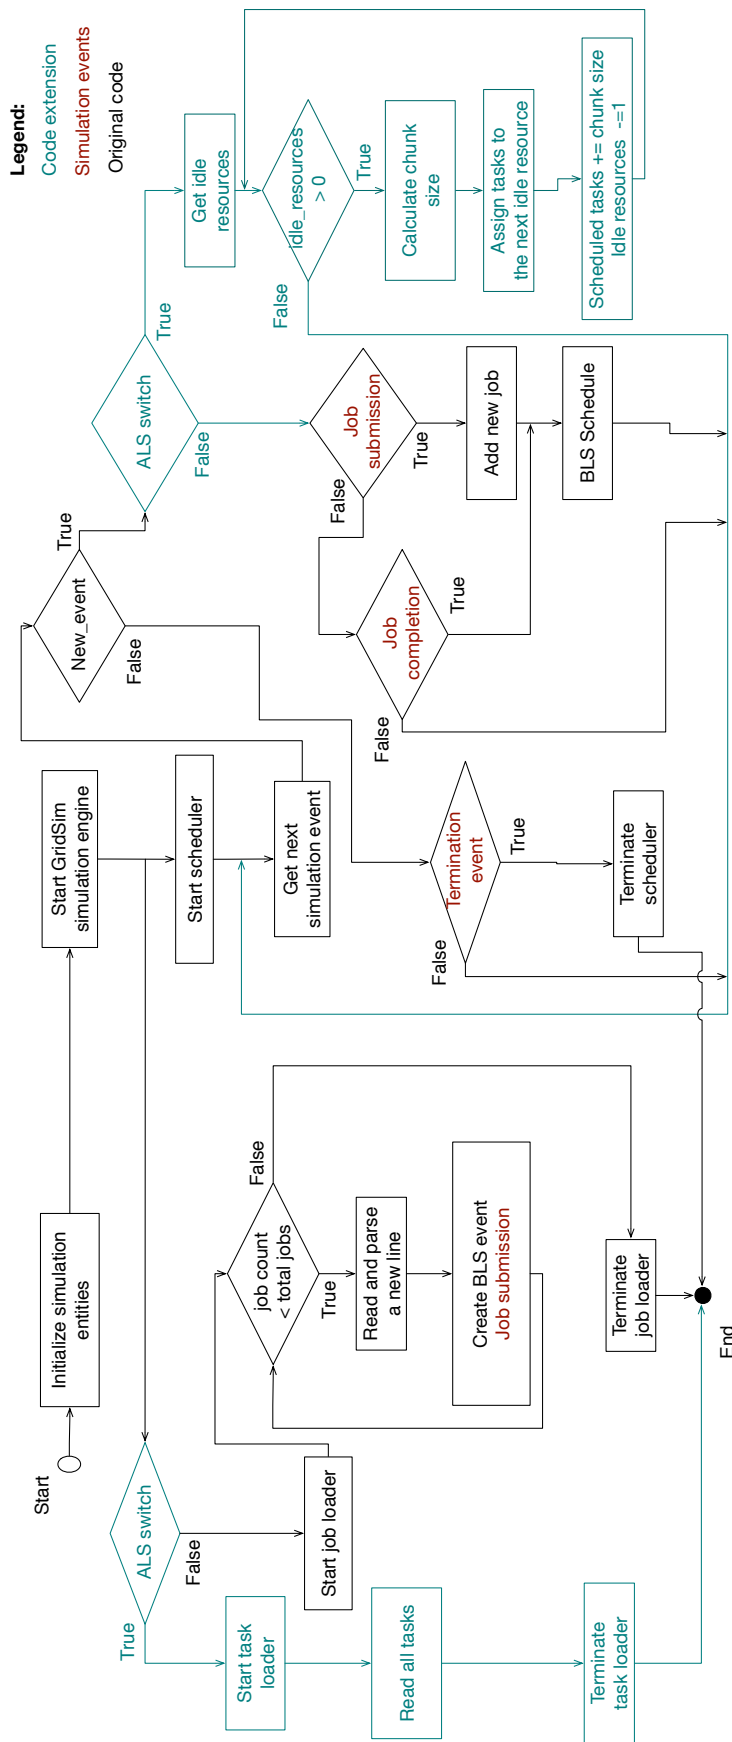 Legend:
Code extension
Simulation events
Original code
Start
Initialize simulation
entities
Start GridSim
simulation engine
New_event
True
False
ALS switch
True
False
ALS switch
True
False
Start scheduler
Get next
simulation event
Get idle
resources
idle_resources
> 0
True
False
Calculate chunk
size
Assign tasks to
the next idle resource
Scheduled tasks += chunk size
Idle resources -=1
Job
submission
True
False
Add new job
BLS Schedule
Job
completion
True
False
Termination
event
True
False
Terminate
scheduler
Start task
loader
Read all tasks
Terminate
task loader
Start job loader
job count
< total jobs
False
True
Read and parse
a new line
Create BLS event
Job submission
Terminate
job loader
End